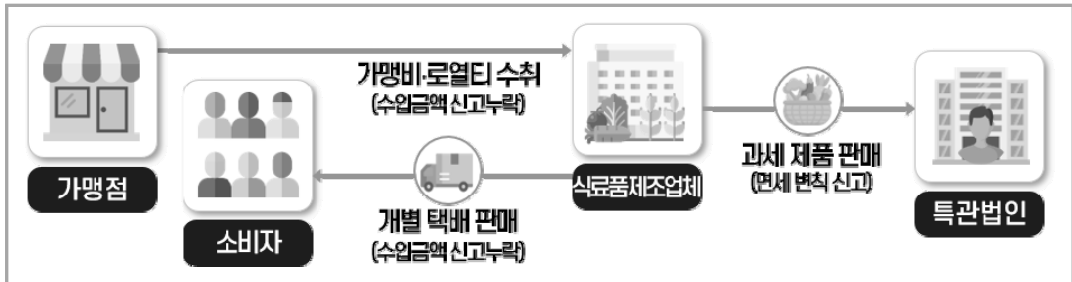 가맹비·로열티 수취
(수입금액 신고누락)
가맹점
소비자
개별 택배 판매
(수입금액 신고누락)
식료품제조업체
과세 제품 판매
(면세 변칙 신고)
특관법인